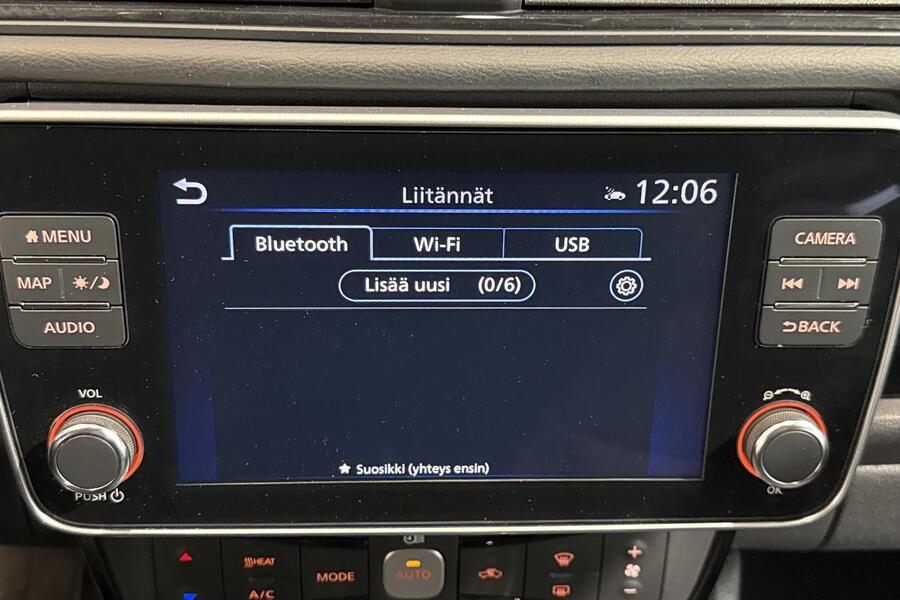 Liitännät 12:06
Bluetooth Wi-Fi USB
Lisää uusi (0/6)
Suosikki (yhteys ensin)
MENU
MAP
AUDIO
VOL
PUSH
CAMERA
BACK
OK
HEAT
A/C
MODE
AUTO